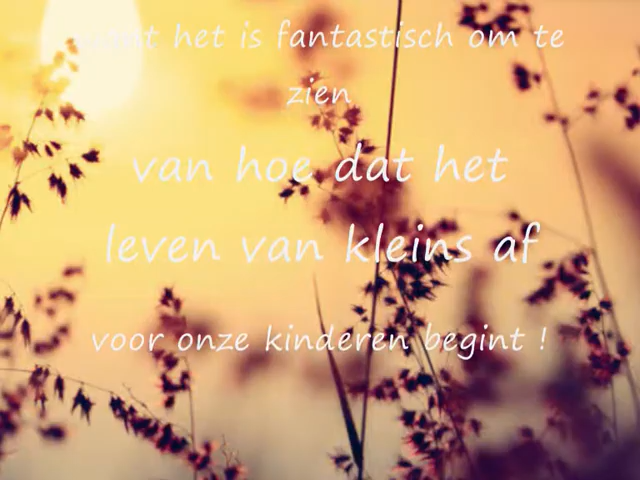 want het is fantastisch om te
zien
van hoe dat het
leven van kleins af
voor onze kinderen begint !